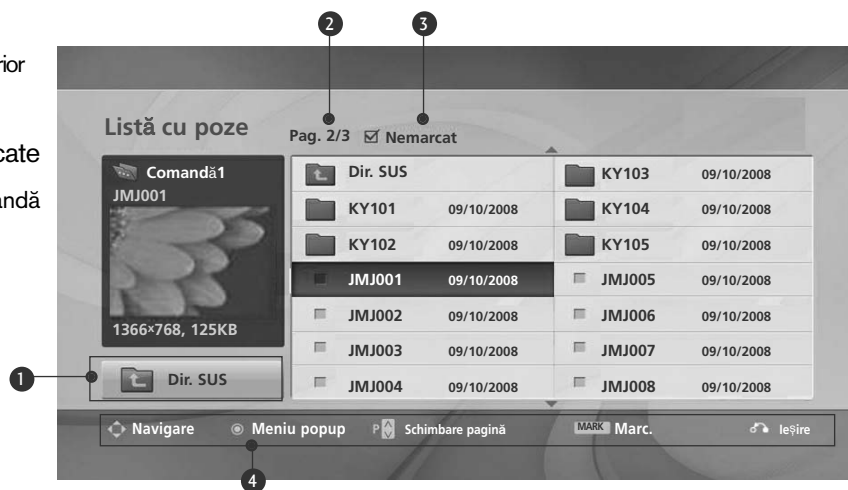 2 3
Listă cu poze
Pag. 2/3 ☑ Nemarcat
Comandă1
JMJ001
1366×768, 125KB
Dir. SUS
Dir. SUS
KY101 09/10/2008
KY102 09/10/2008
JMJ001 09/10/2008
JMJ002 09/10/2008
JMJ003 09/10/2008
JMJ004 09/10/2008
KY103 09/10/2008
KY104 09/10/2008
KY105 09/10/2008
JMJ005 09/10/2008
JMJ006 09/10/2008
JMJ007 09/10/2008
JMJ008 09/10/2008
1
Navigare Meniu popup P Schimbare pagină MARK Marc. Ieșire
4